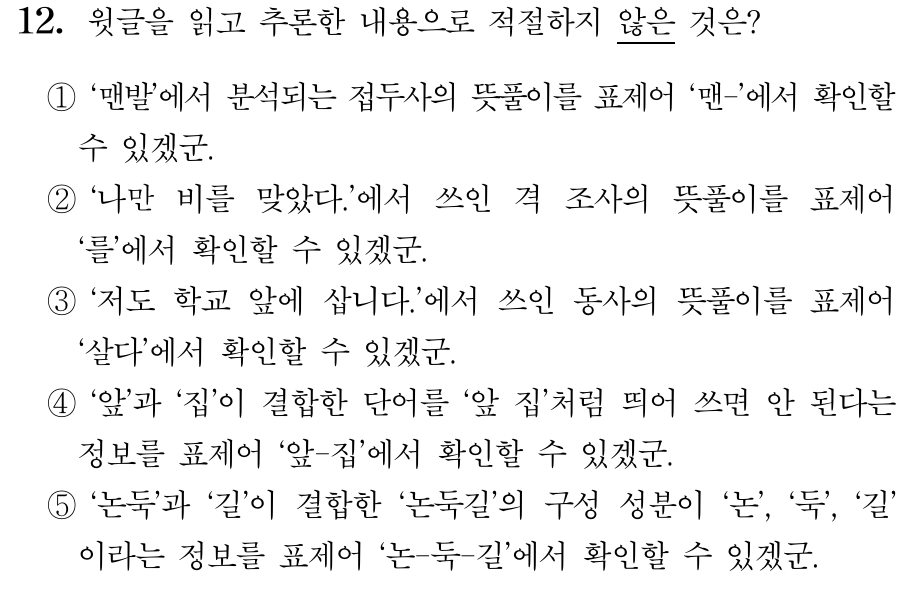 12. 윗글을 읽고 추론한 내용으로 적절하지 않은 것은?
① ‘맨발’에서 분석되는 접두사의 뜻풀이를 표제어 ‘맨-’에서 확인할
수 있겠군.
② ‘나만 비를 맞았다.’에서 쓰인 격 조사의 뜻풀이를 표제어
‘를’에서 확인할 수 있겠군.
③ ‘저도 학교 앞에 삽니다.’에서 쓰인 동사의 뜻풀이를 표제어
‘살다’에서 확인할 수 있겠군.
④ ‘앞’과 ‘집’이 결합한 단어를 ‘앞 집’처럼 띄어 쓰면 안 된다는
정보를 표제어 ‘앞-집’에서 확인할 수 있겠군.
⑤ ‘논둑’과 ‘길’이 결합한 ‘논둑길’의 구성 성분이 ‘논’, ‘둑’, ‘길’
이라는 정보를 표제어 ‘논-둑-길’에서 확인할 수 있겠군.